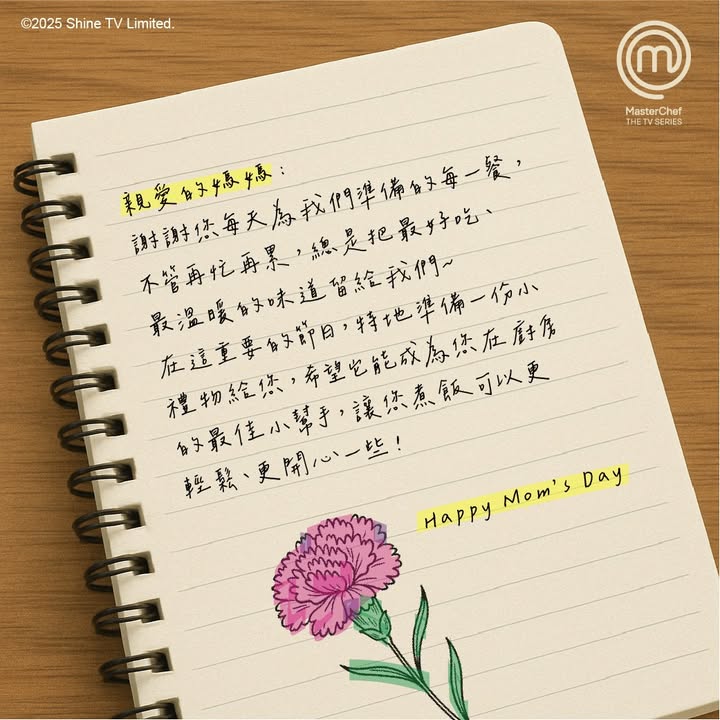 ©2025 Shine TV Limited.
MasterChef
THE TV SERIES
親愛的媽媽：
謝謝您每天為我們準備的每一餐，
不管再忙再累，總是把最好吃、
最溫暖的味道留給我們~
在這重要的節日，特地準備一份小
禮物給您，希望它能成為您在廚房
的最佳小幫手，讓您煮飯可以更
輕鬆、更開心一些！
Happy Mom's Day